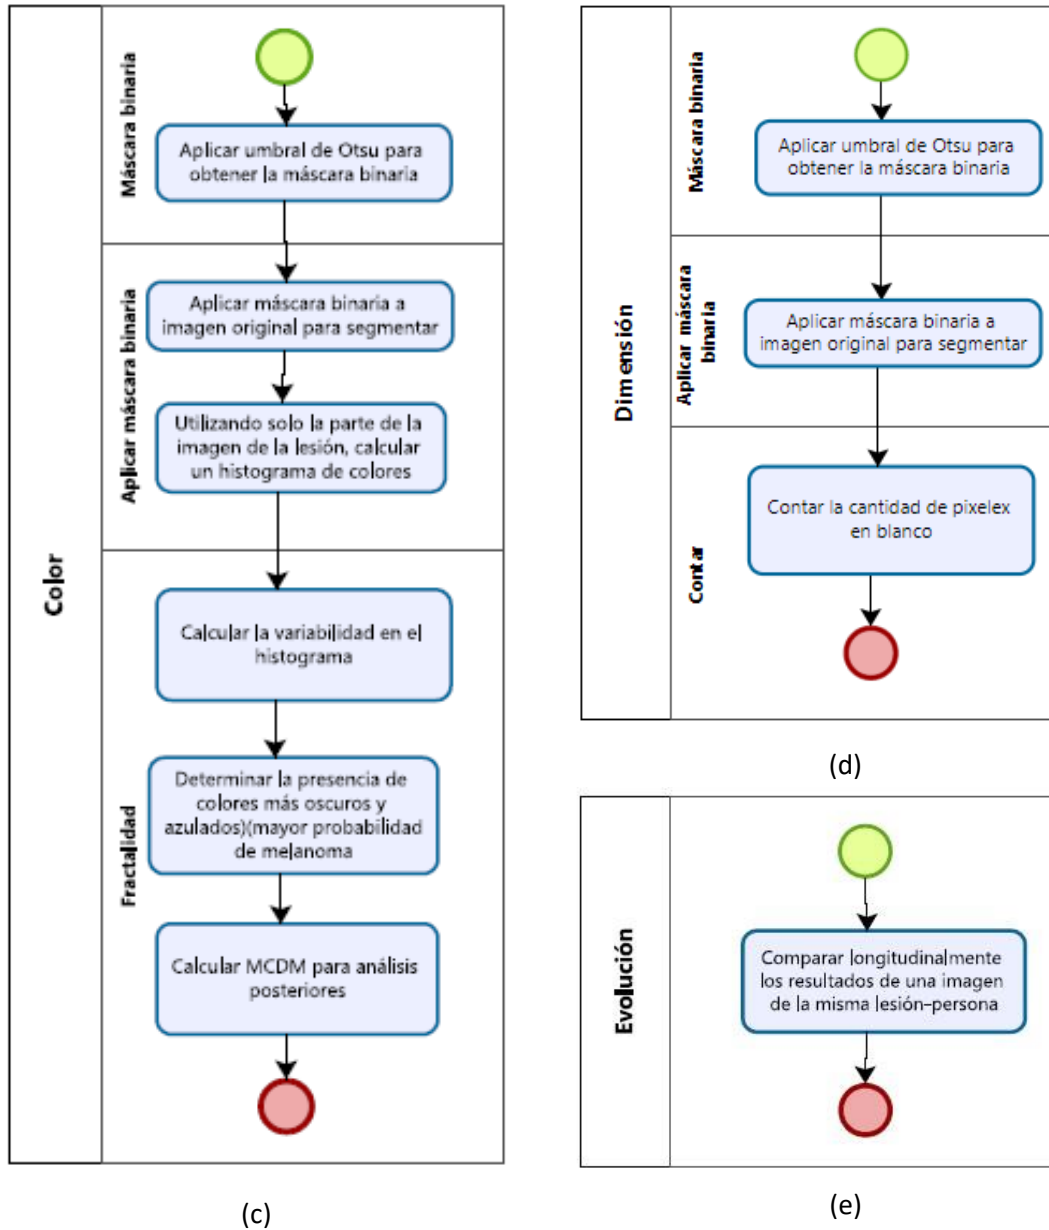 Color
Máscara binaria
Aplicar umbral de Otsu para
obtener la máscara binaria
Aplicar máscara binaria
Aplicar máscara binaria a
imagen original para segmentar
Utilizando solo la parte de la
imagen de la lesión, calcular
un histograma de colores
Fractalidad
Calcular la variabilidad en el
histograma
Determinar la presencia de
colores más oscuros y
azulados)(mayor probabilidad
de melanoma
Calcular MCDM para análisis
posteriores
(c)
Dimensión
Máscara binaria
Aplicar umbral de Otsu para
obtener la máscara binaria
Aplicar máscara
binaria
Aplicar máscara binaria a
imagen original para segmentar
Contar
Contar la cantidad de pixelex
en blanco
(d)
Evolución
Comparar longitudinalmente
los resultados de una imagen
de la misma lesión-persona
(e)